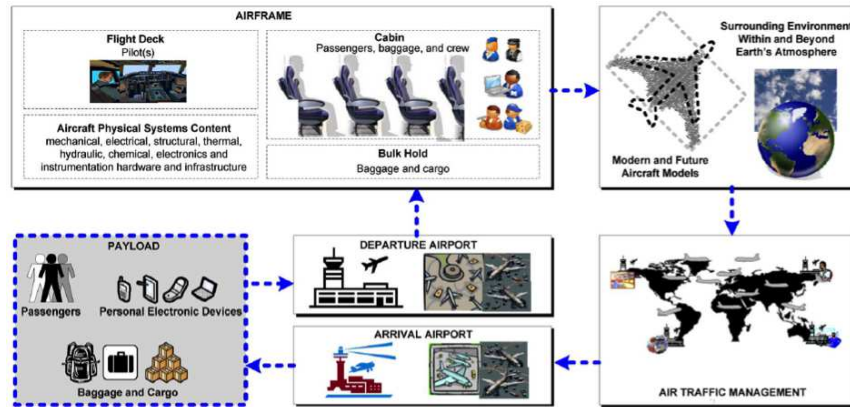 AIRFRAME
Flight Deck
Pilot(s)
Cabin
Passengers, baggage, and crew
Aircraft Physical Systems Content
mechanical, electrical, structural, thermal,
hydraulic, chemical, electronics and
instrumentation hardware and infrastructure
Bulk Hold
Baggage and cargo
Surrounding Environment
Within and Beyond
Earth's Atmosphere
Modern and Future
Aircraft Models
PAYLOAD
Passengers
Personal Electronic Devices
Baggage and Cargo
DEPARTURE AIRPORT
ARRIVAL AIRPORT
AIR TRAFFIC MANAGEMENT